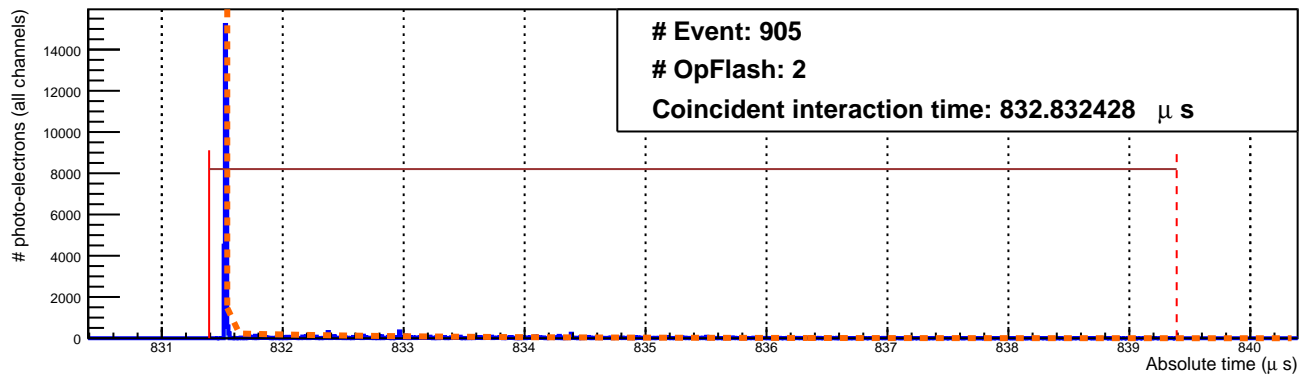 # photo-electrons (all channels)
14000
12000
10000
8000
6000
4000
2000
0
# Event: 905
# OpFlash: 2
Coincident interaction time: 832.832428 μ s
831 832 833 834 835 836 837 838 839 840
Absolute time (μ s)